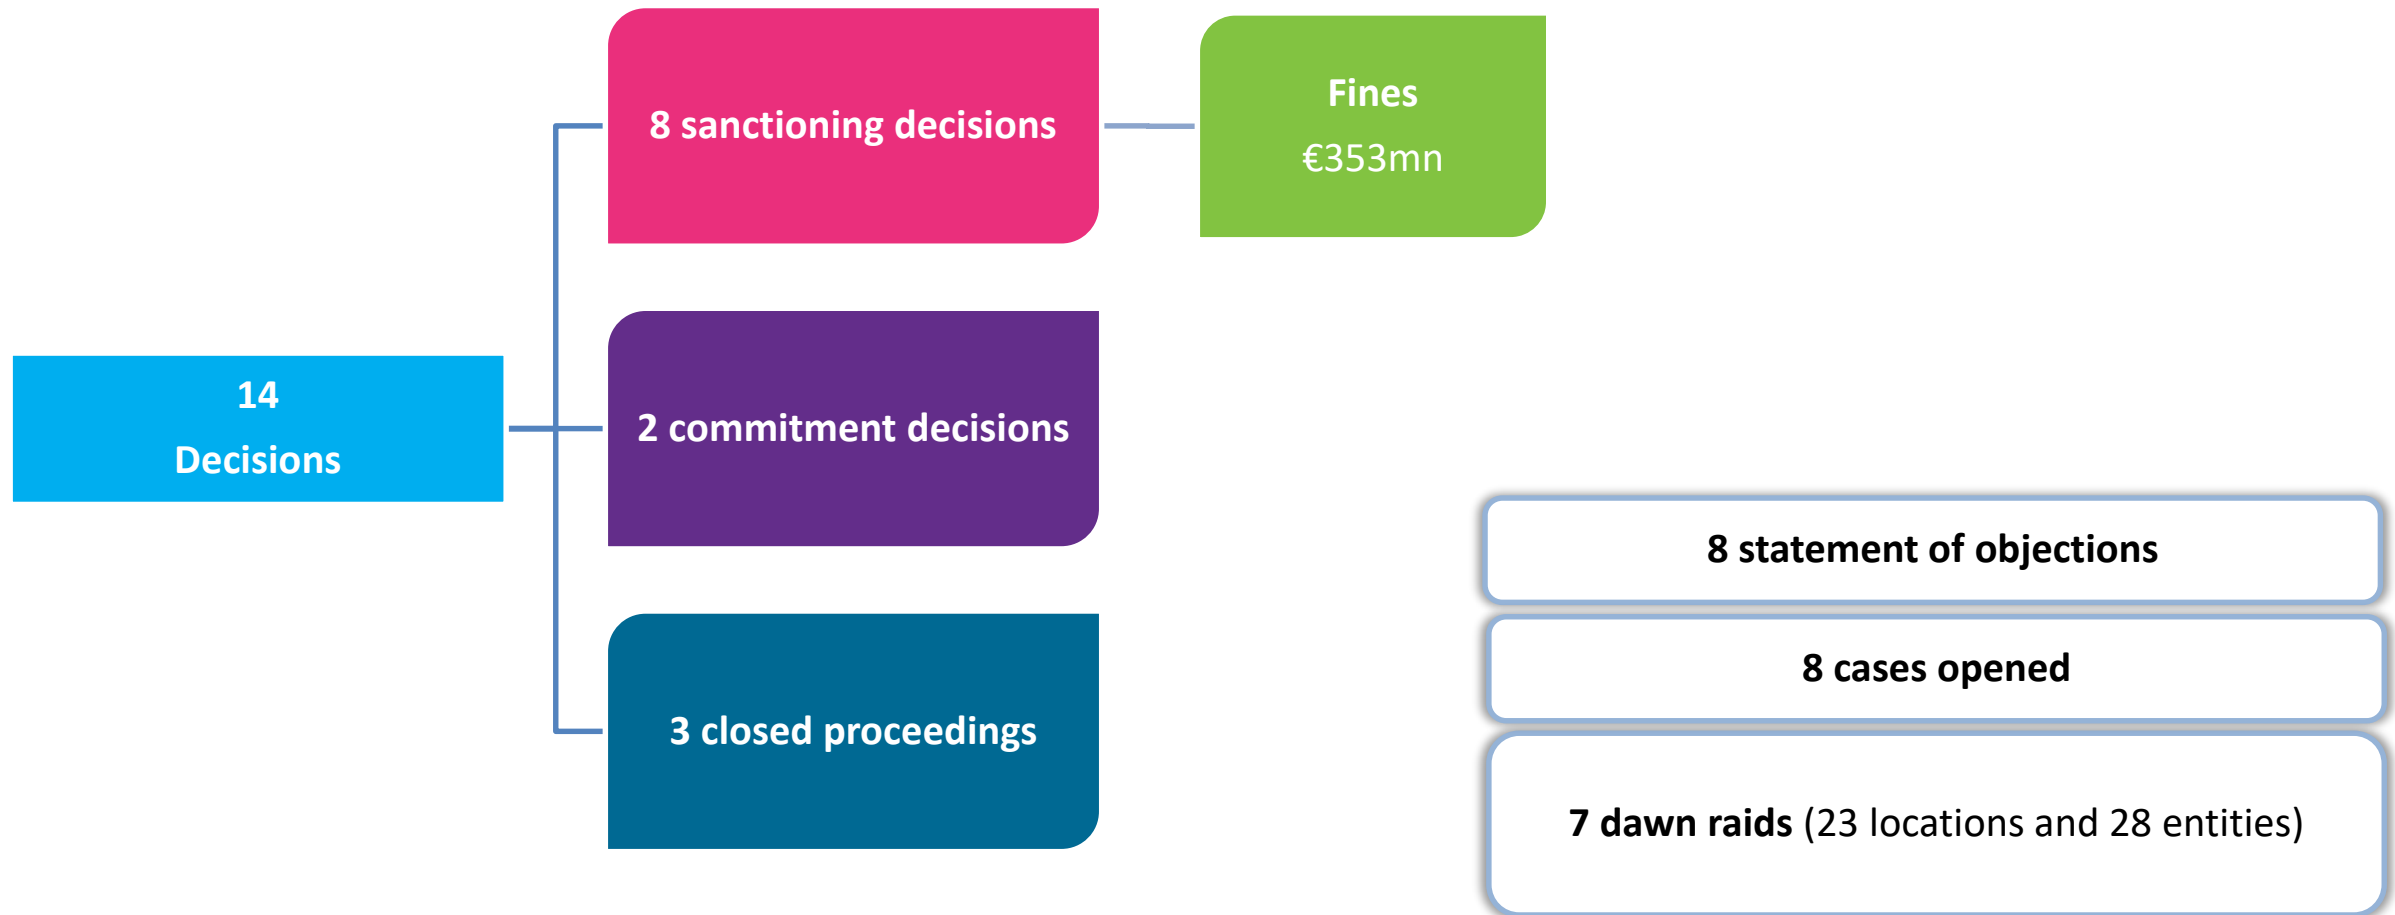 14
Decisions
8 sanctioning decisions
Fines
€353mn
2 commitment decisions
3 closed proceedings
8 statement of objections
8 cases opened
7 dawn raids (23 locations and 28 entities)